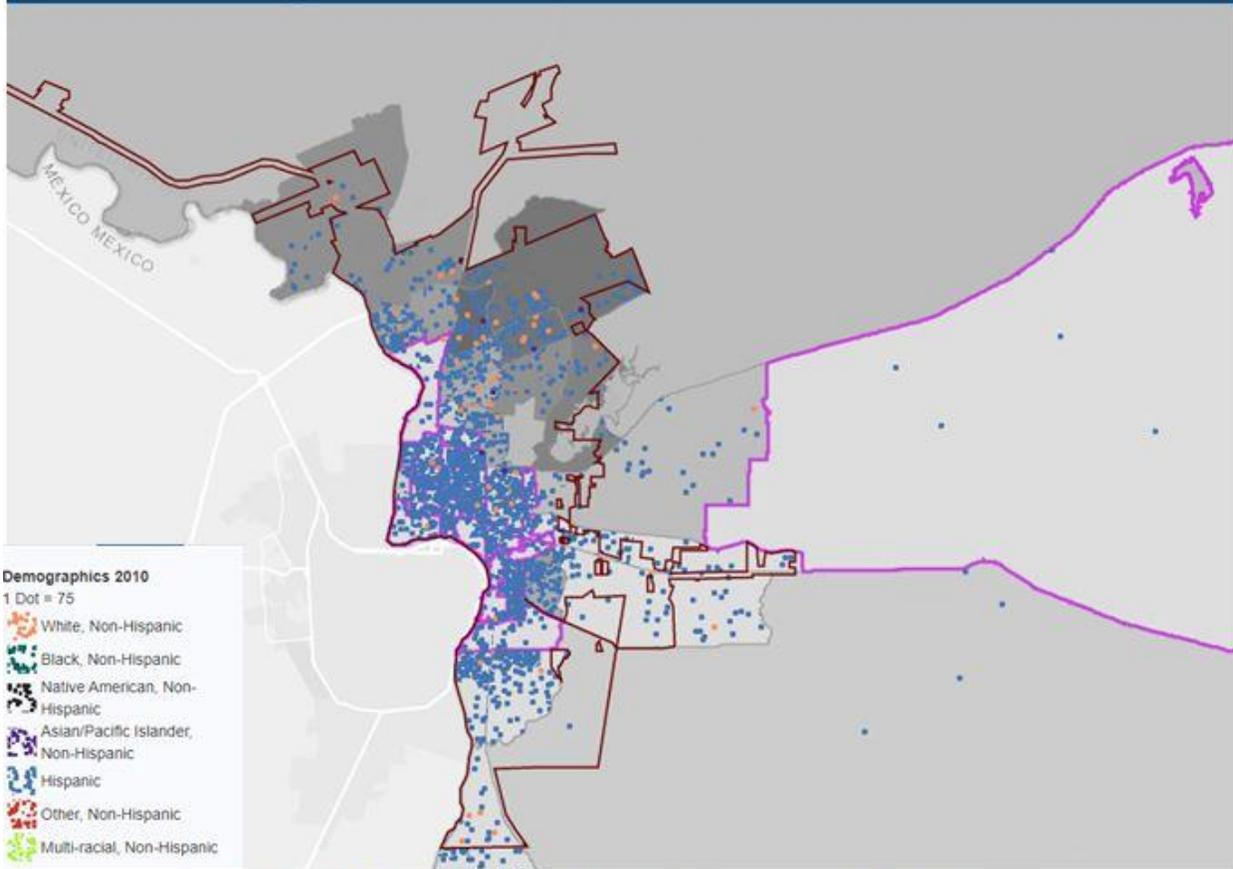 MEXICO MEXICO
Demographics 2010
1 Dot = 75
White, Non-Hispanic
Black, Non-Hispanic
Native American, Non-
Hispanic
Asian/Pacific Islander,
Non-Hispanic
Hispanic
Other, Non-Hispanic
Multi-racial, Non-Hispanic